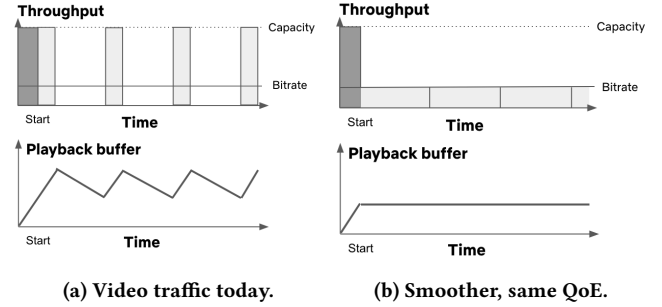 Throughput
Capacity
Bitrate
Start
Time
Playback buffer
Start
Time
(a) Video traffic today.
Throughput
Capacity
Bitrate
Start
Time
Playback buffer
Start
Time
(b) Smoother, same QoE.